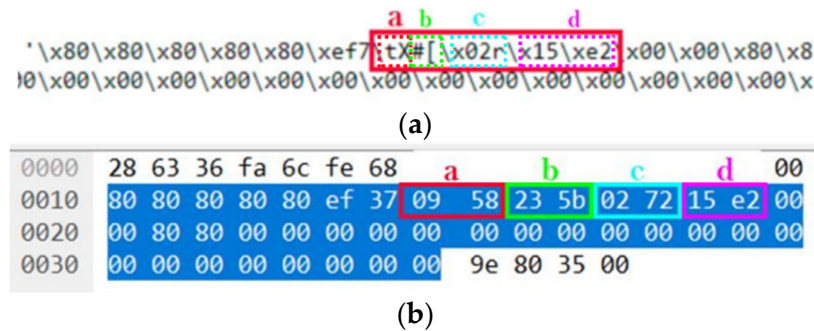 a b c d
'\x80\x80\x80\x80\x80\xef7\tX#[\x02r\x15\xe2\x00\x00\x80\x8
00\x00\x00\x00\x00\x00\x00\x00\x00\x00\x00\x00\x00\x00\x
(a)
0000 28 63 36 fa 6c fe 68 a b c d 00
0010 80 80 80 80 80 ef 37 09 58 23 5b 02 72 15 e2 00
0020 00 80 80 00 00 00 00 00 00 00 00 00 00 00 00 00
0030 00 00 00 00 00 00 00 00 9e 80 35 00
(b)